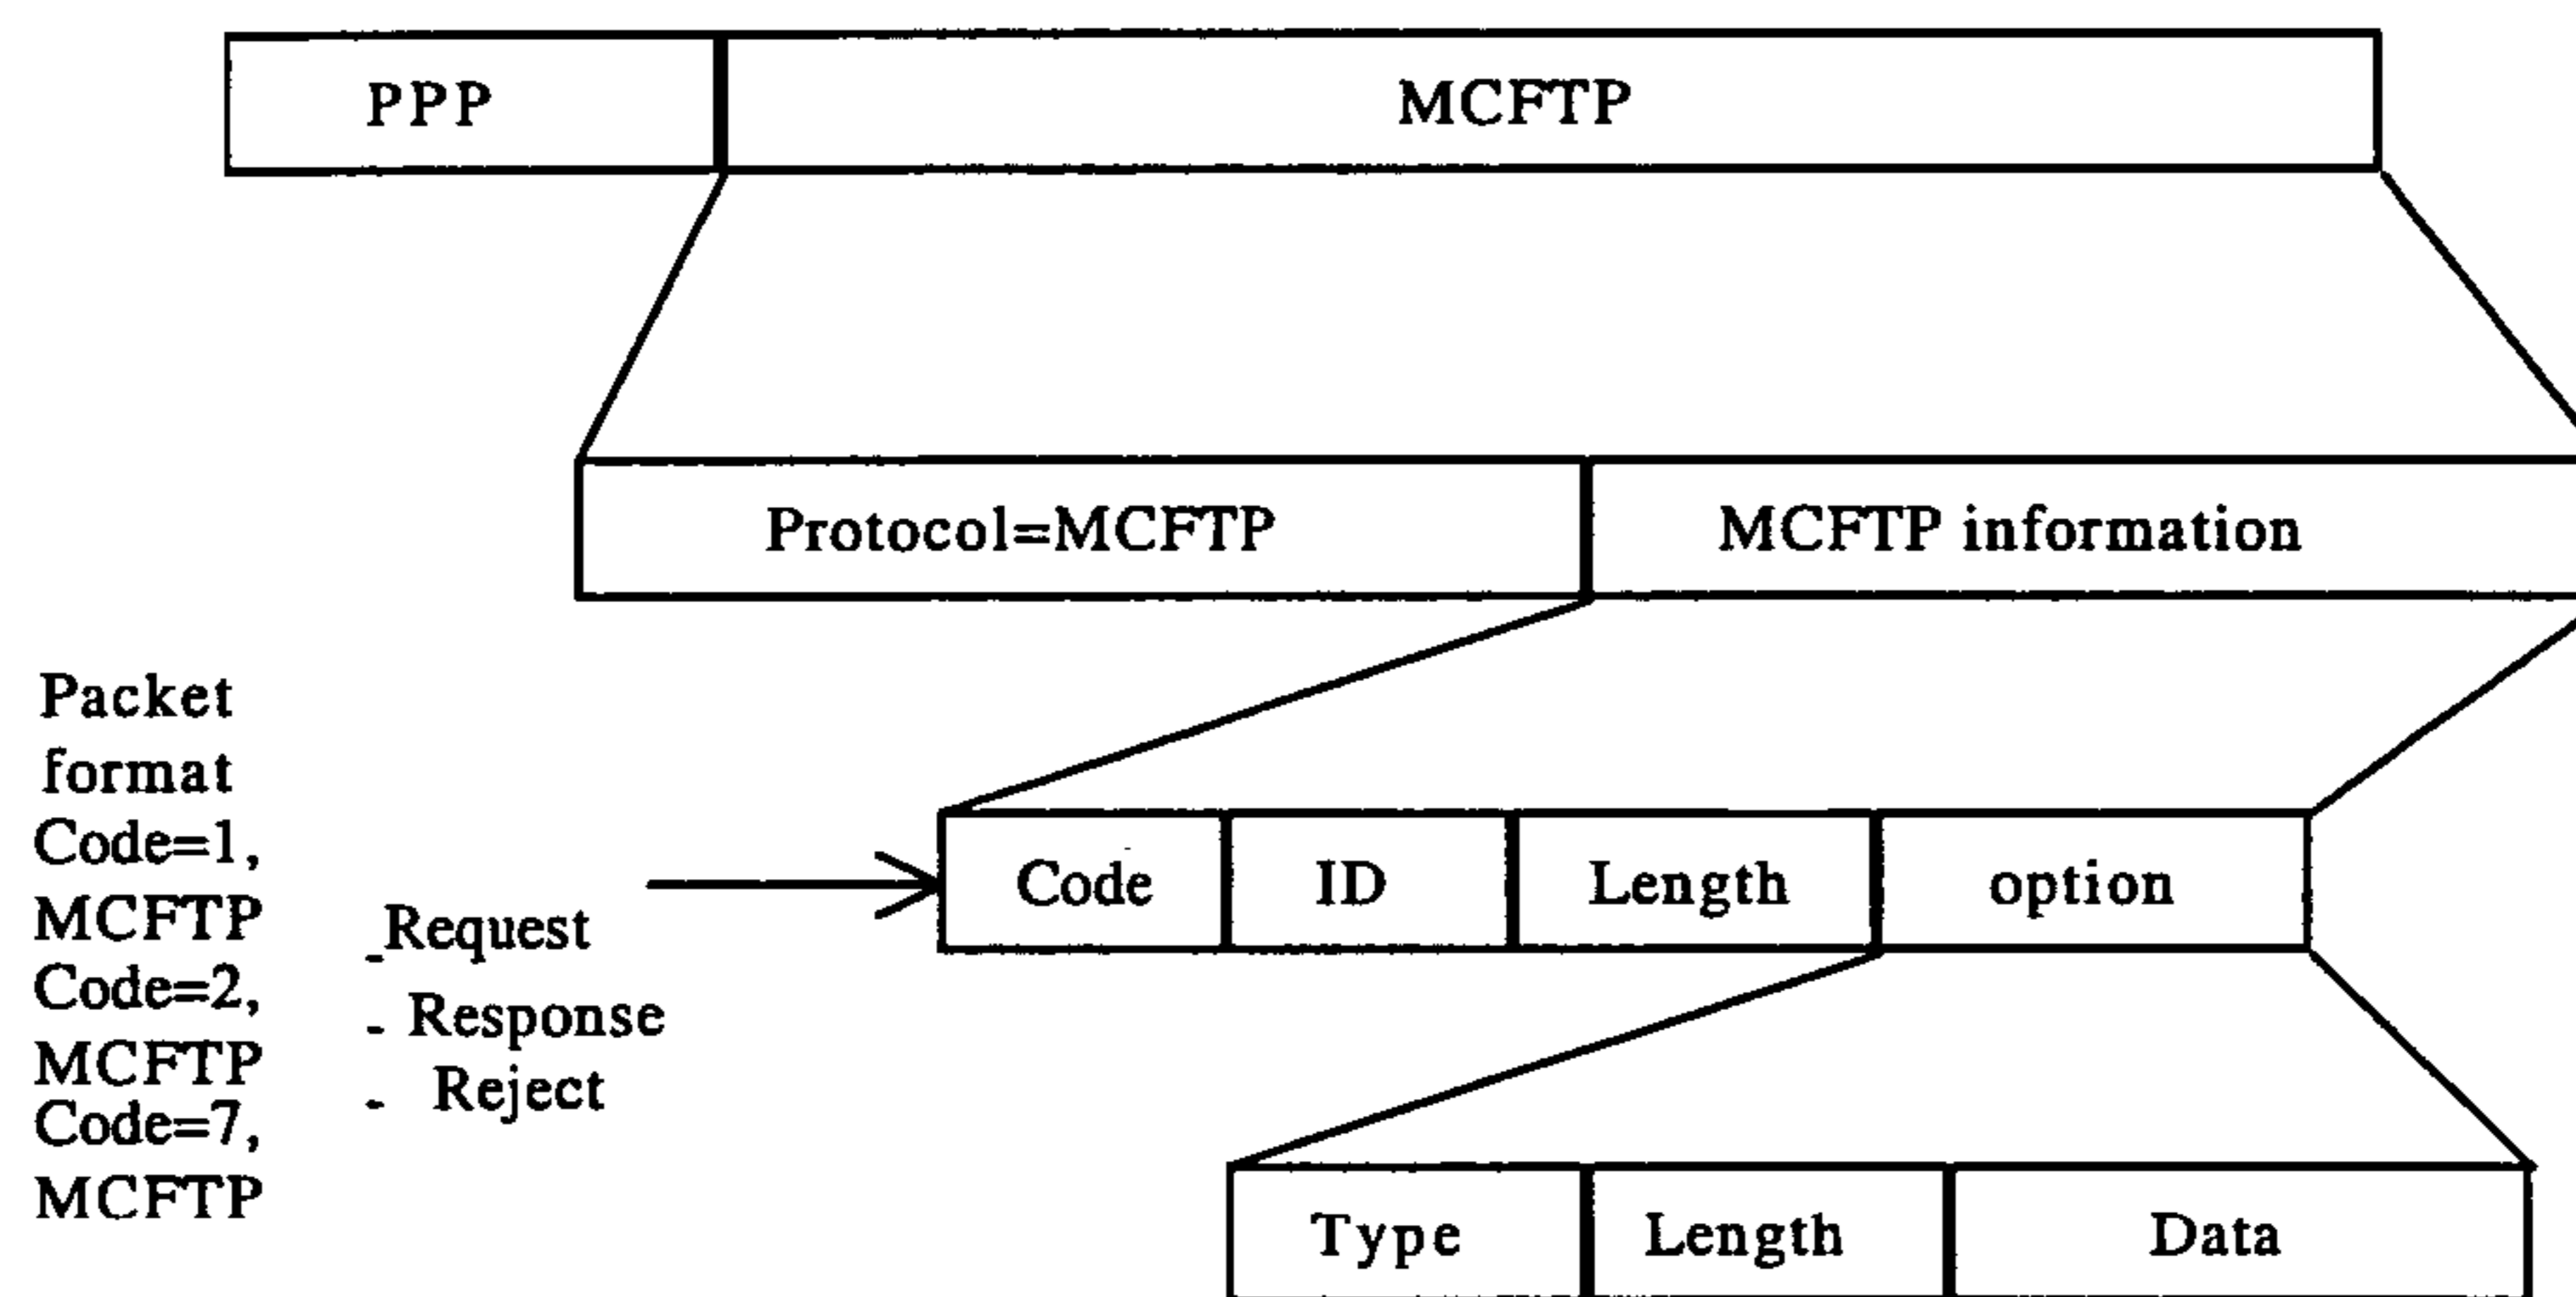 PPP MCFTP
Protocol=MCFTP MCFTP information
Packet
format
Code=1,
MCFTP _Request
Code=2,
MCFTP - Response
Code=7,
MCFTP - Reject
Code ID Length option
Type Length Data